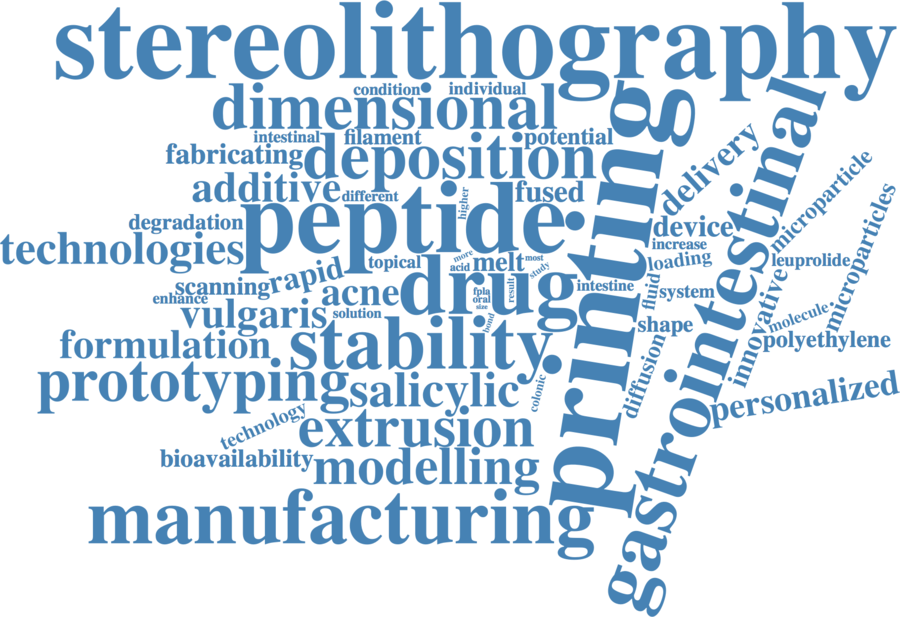 stereolithography
condition individual
dimensional
intestinal filament potential
fabricating deposition
additive different fused
higher
degradation peptide
technologies
topical more acid melt most study
scanning rapid acne drug
fpla oral size result bond
enhance vulgaris solution
intestine
formulation stability
prototyping salicylic
colonic
technology extrusion
bioavailability modelling
manufacturing
printing
gastrointestinal
delivery
device
increase
loading
fluid system
shape
diffusion
microparticle
microparticles
leuprolide
innovative
molecule
polyethylene
personalized